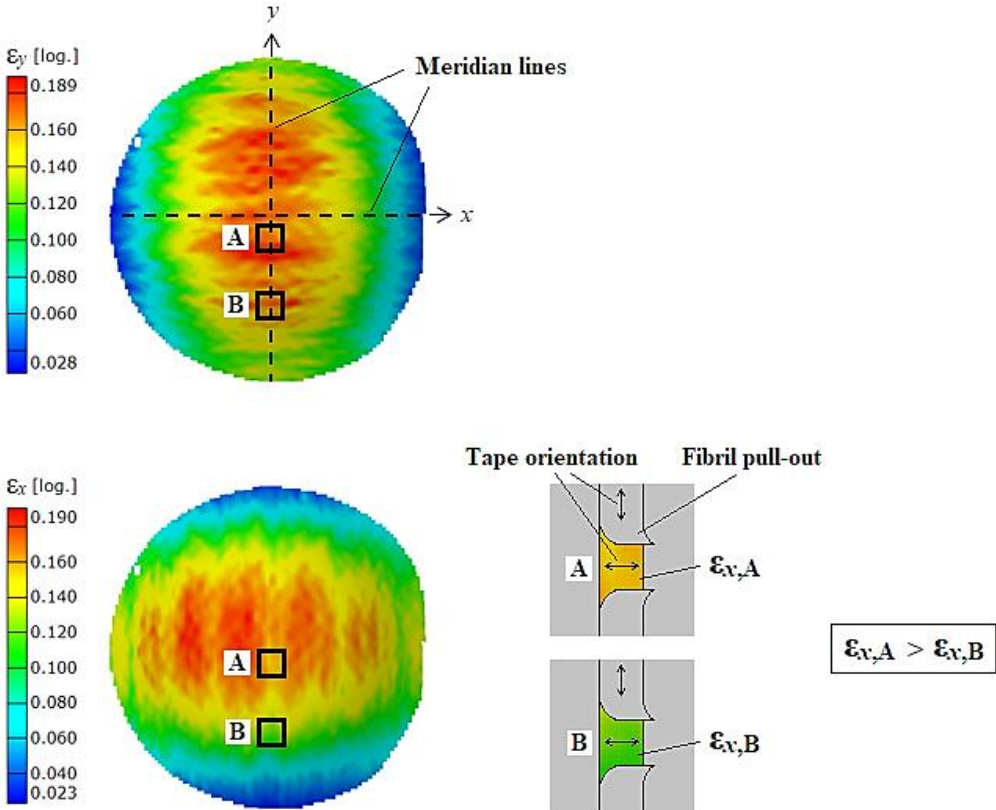 y
εy [log.]
0.189
0.160
0.140
0.120
0.100
0.080
0.060
0.028
Meridian lines
x
A
B
εx [log.]
0.190
0.160
0.140
0.120
0.100
0.080
0.060
0.040
0.023
A
B
Tape orientation
Fibril pull-out
A
εx,A
B
εx,B
εx,A > εx,B